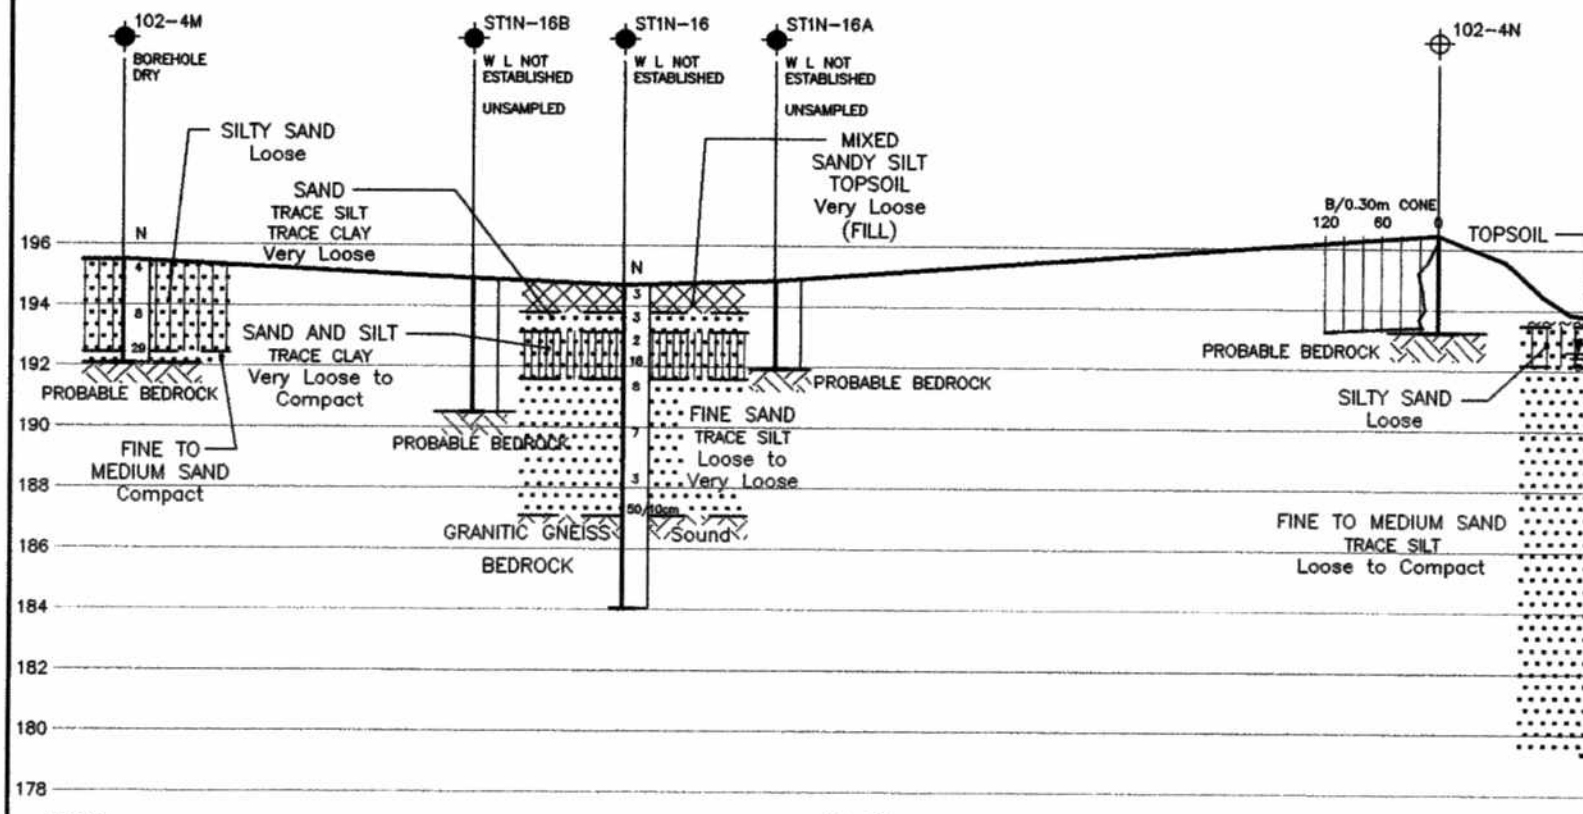 102-4M
BOREHOLE
DRY
ST1N-16B
W L NOT
ESTABLISHED
UNSAMPLED
ST1N-16
W L NOT
ESTABLISHED
ST1N-16A
W L NOT
ESTABLISHED
UNSAMPLED
102-4N
SILTY SAND
Loose
SAND
TRACE SILT
TRACE CLAY
Very Loose
MIXED
SANDY SILT
TOPSOIL
Very Loose
(FILL)
B/0.30m CONE
120 60 0
TOPSOIL
N
4
8
29
N
3
3
2
16
8
7
3
50/10cm
SAND AND SILT
TRACE CLAY
Very Loose to
Compact
PROBABLE BEDROCK
PROBABLE BEDROCK
PROBABLE BEDROCK
PROBABLE BEDROCK
FINE TO
MEDIUM SAND
Compact
FINE SAND
TRACE SILT
Loose to
Very Loose
SILTY SAND
Loose
GRANITIC GNEISS
BEDROCK
Sound
FINE TO MEDIUM SAND
TRACE SILT
Loose to Compact
196
194
192
190
188
186
184
182
180
178